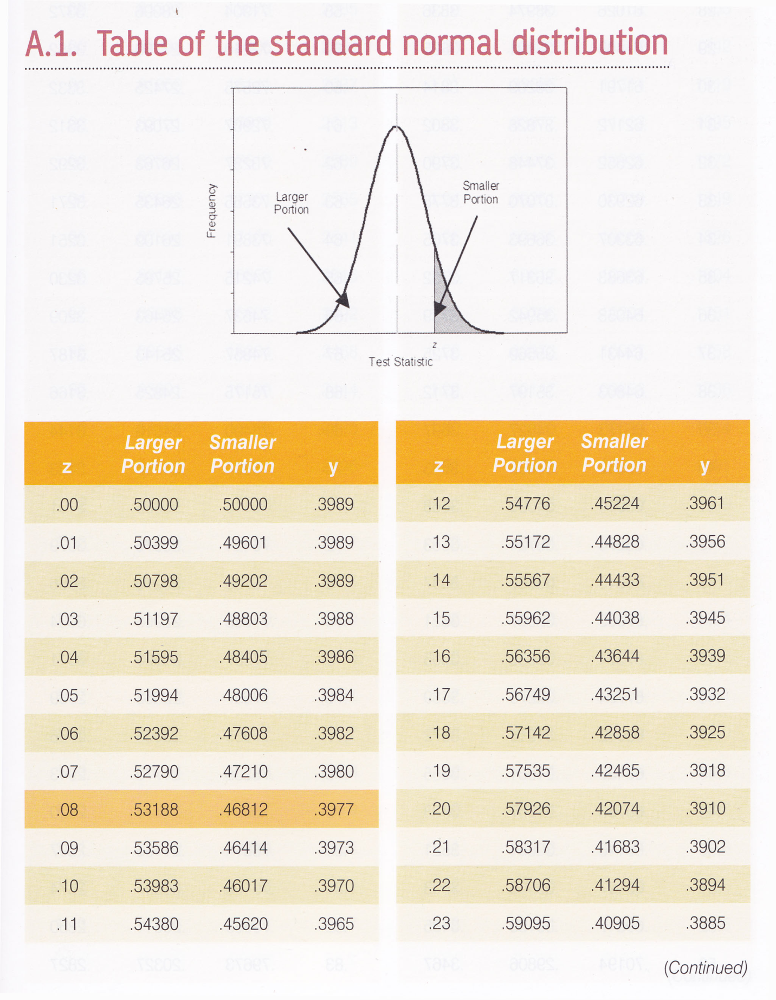 A.1. Table of the standard normal distribution
Frequency
Larger
Portion
Smaller
Portion
z
Test Statistic
z Larger Portion Smaller Portion y
.00 .50000 .50000 .3989
.01 .50399 .49601 .3989
.02 .50798 .49202 .3989
.03 .51197 .48803 .3988
.04 .51595 .48405 .3986
.05 .51994 .48006 .3984
.06 .52392 .47608 .3982
.07 .52790 .47210 .3980
.08 .53188 .46812 .3977
.09 .53586 .46414 .3973
.10 .53983 .46017 .3970
.11 .54380 .45620 .3965
z Larger Portion Smaller Portion y
.12 .54776 .45224 .3961
.13 .55172 .44828 .3956
.14 .55567 .44433 .3951
.15 .55962 .44038 .3945
.16 .56356 .43644 .3939
.17 .56749 .43251 .3932
.18 .57142 .42858 .3925
.19 .57535 .42465 .3918
.20 .57926 .42074 .3910
.21 .58317 .41683 .3902
.22 .58706 .41294 .3894
.23 .59095 .40905 .3885
(Continued)